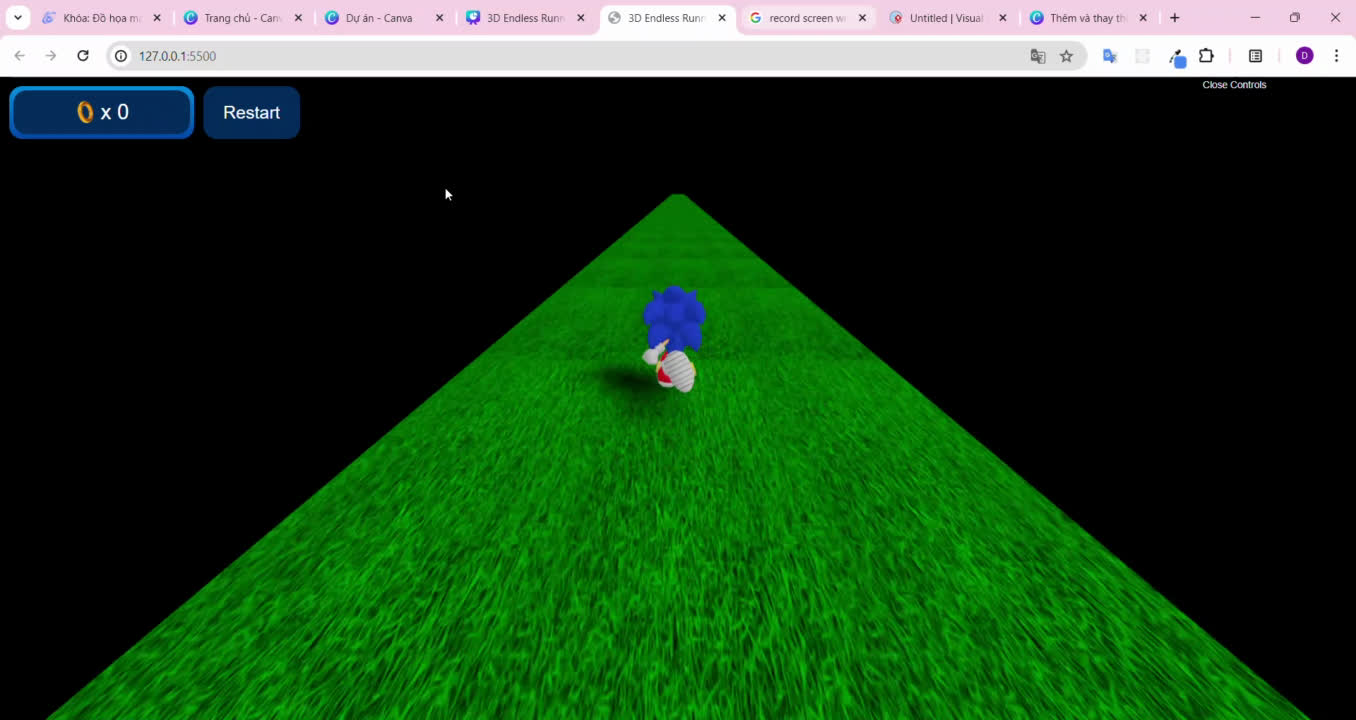 Khóa: Đồ họa m
Trang chủ - Can
Dự án - Canva
3D Endless Runn
3D Endless Runn
record screen w
Untitled | Visual
Thêm và thay th
127.0.0.1:5500
D
Close Controls
x 0
Restart